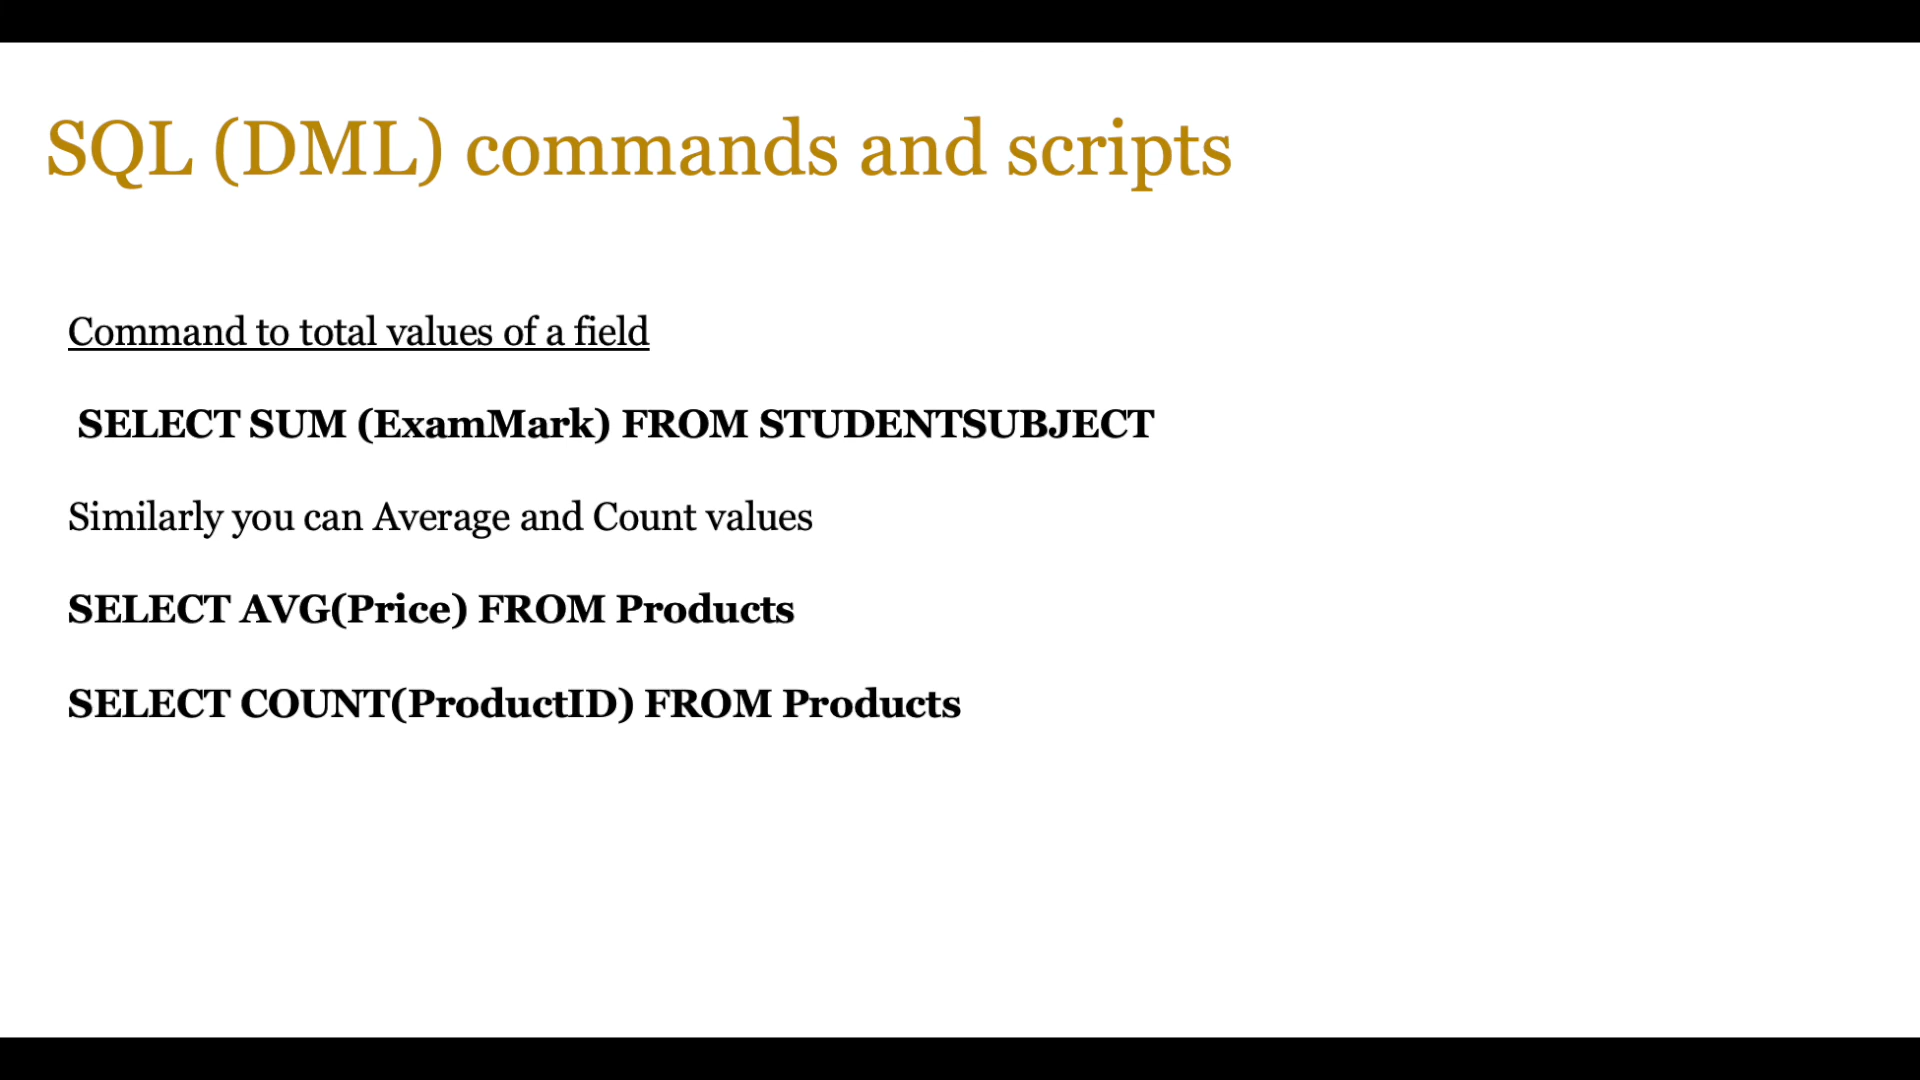 SQL (DML) commands and scripts
Command to total values of a field
SELECT SUM (ExamMark) FROM STUDENTSUBJECT
Similarly you can Average and Count values
SELECT AVG(Price) FROM Products
SELECT COUNT(ProductID) FROM Products